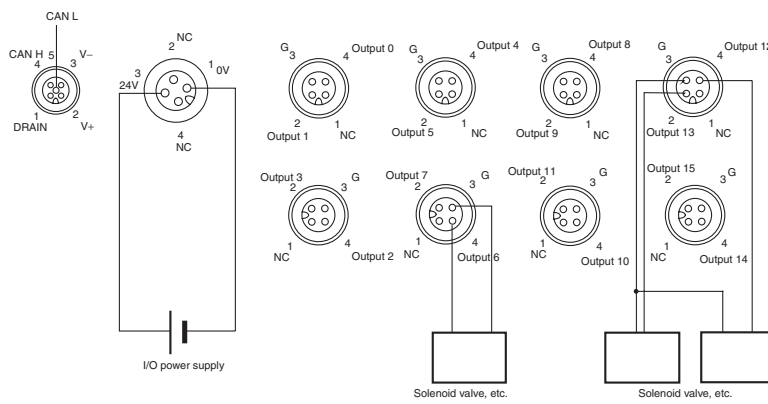 CAN L
CAN H
4
5
3
V–
1
DRAIN
2
V+
2
NC
3
24V
1
0V
4
NC
I/O power supply
G
3
4
Output 0
2
Output 1
1
NC
G
3
4
Output 4
2
Output 5
1
NC
G
3
4
Output 8
2
Output 9
1
NC
G
3
4
Output 12
2
Output 13
1
NC
Output 3
2
3
G
1
NC
4
Output 2
Output 7
2
3
G
1
NC
4
Output 6
Output 11
2
3
G
1
NC
4
Output 10
Output 15
2
3
G
1
NC
4
Output 14
Solenoid valve, etc.
Solenoid valve, etc.